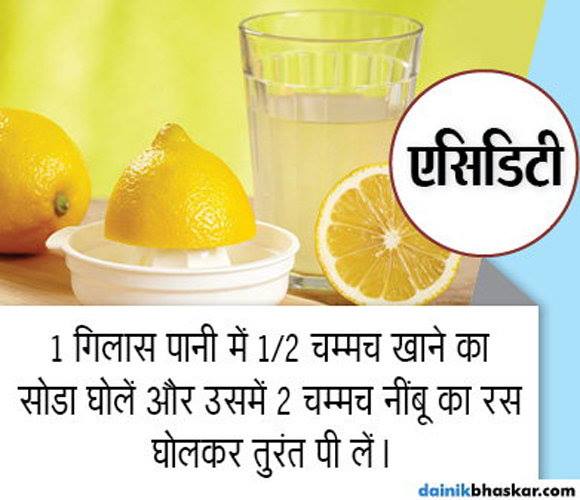 एसिडिटी
1 गिलास पानी में 1/2 चम्मच खाने का
सोडा घोलें और उसमें 2 चम्मच नींबू का रस
घोलकर तुरंत पी लें।
dainikbhaskar.com